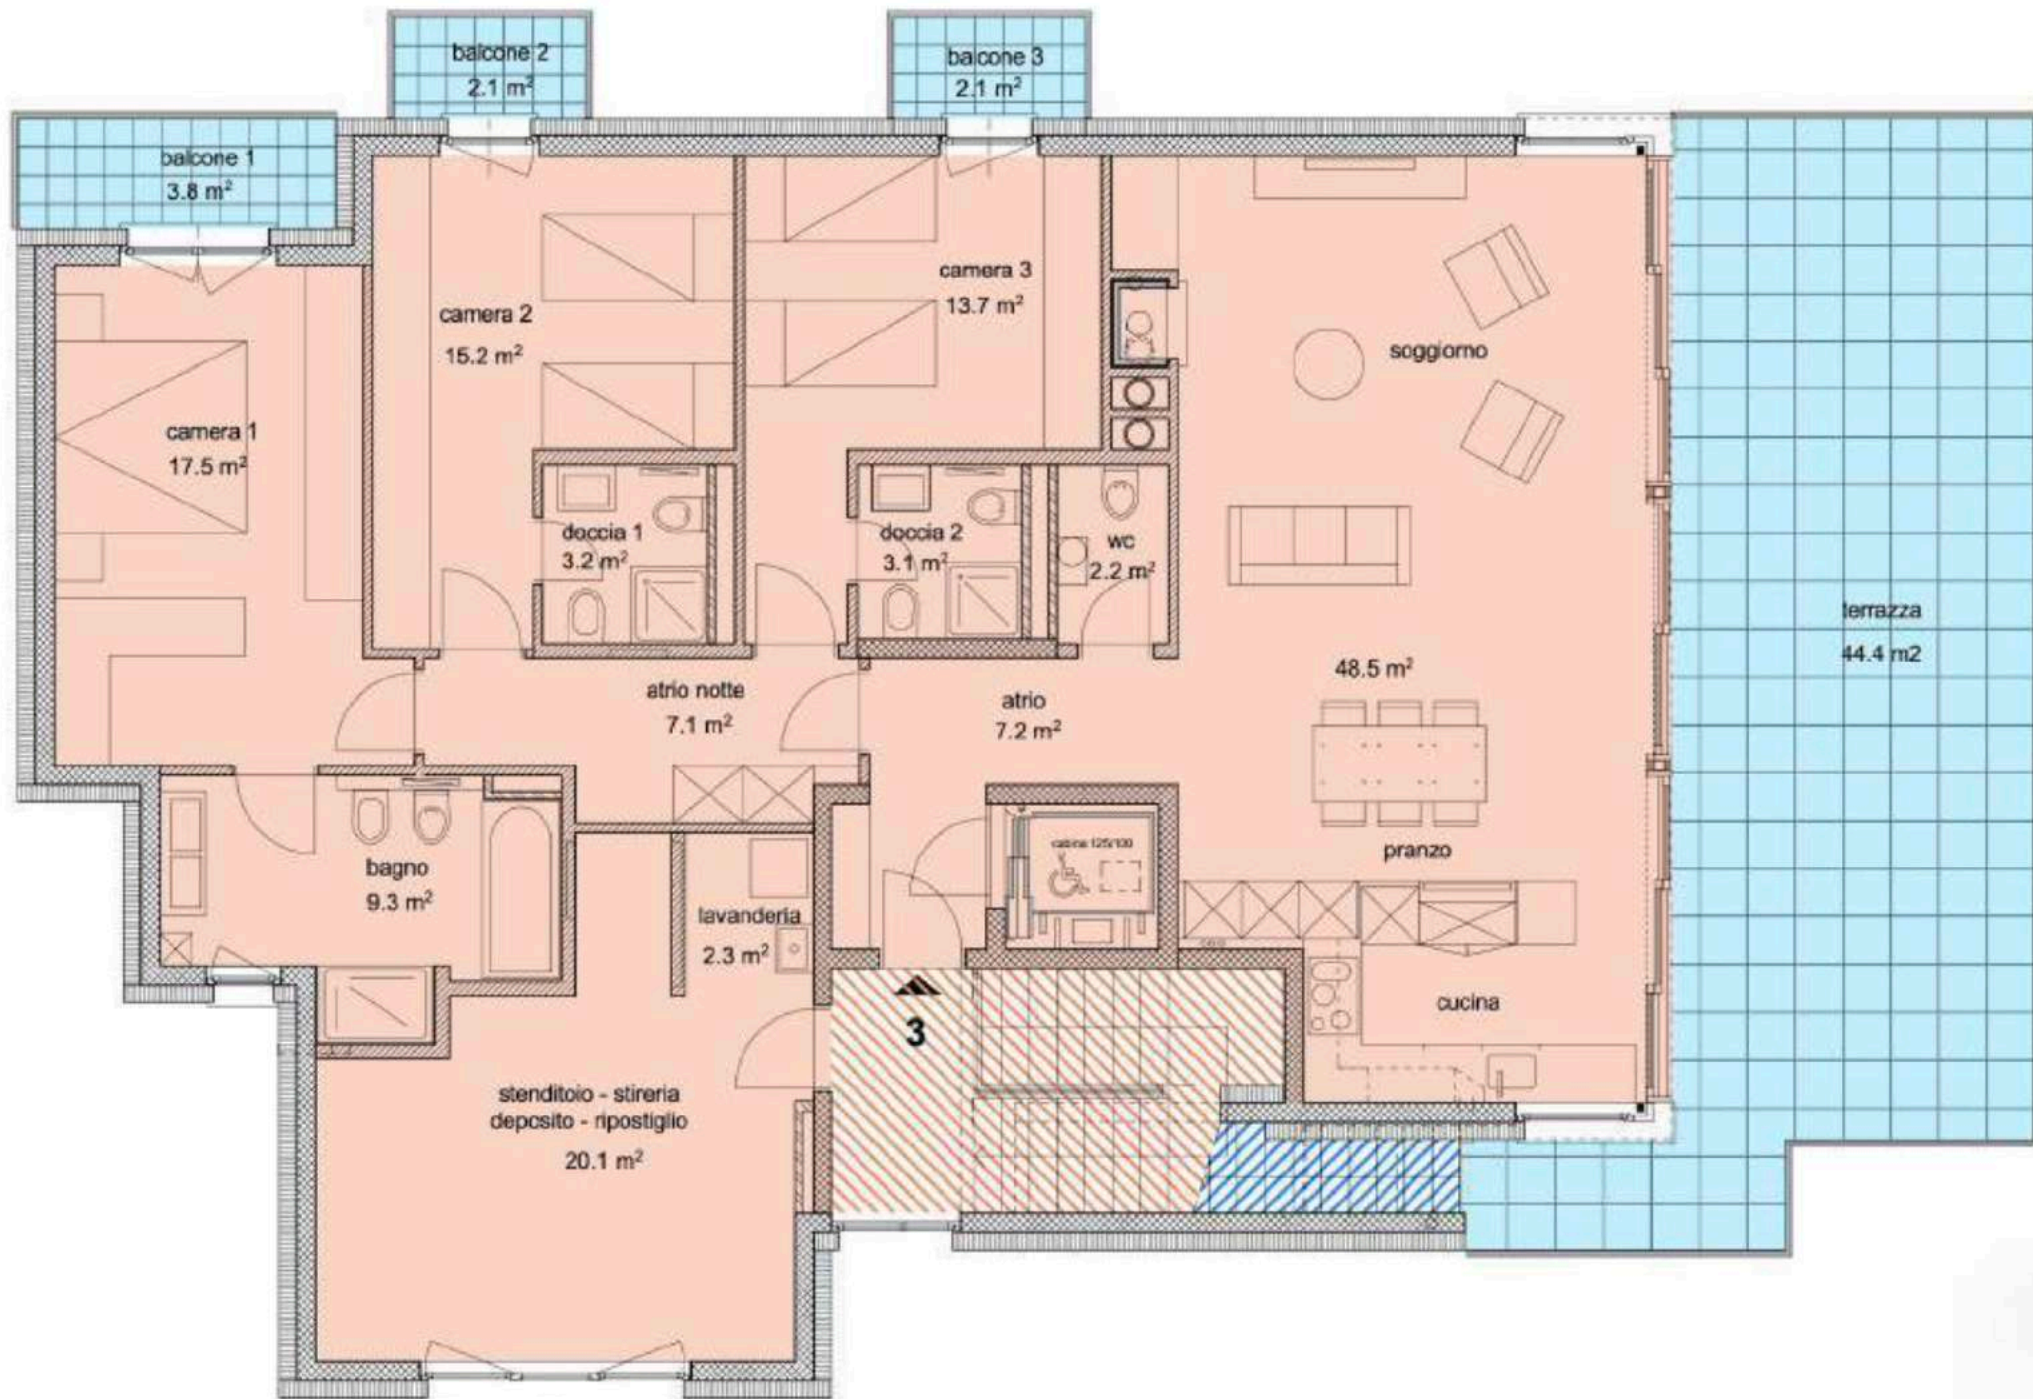 balcone 2
2.1 m²
balcone 3
2.1 m²
balcone 1
3.8 m²
camera 3
13.7 m²
camera 2
15.2 m²
soggiorno
camera 1
17.5 m²
doccia 1
3.2 m²
doccia 2
3.1 m²
wc
2.2 m²
terrazza
44.4 m2
48.5 m²
atrio notte
7.1 m²
atrio
7.2 m²
pranzo
cabina 125/100
bagno
9.3 m²
lavanderia
2.3 m²
cucina
3
stenditoio - stireria
deposito - ripostiglio
20.1 m²